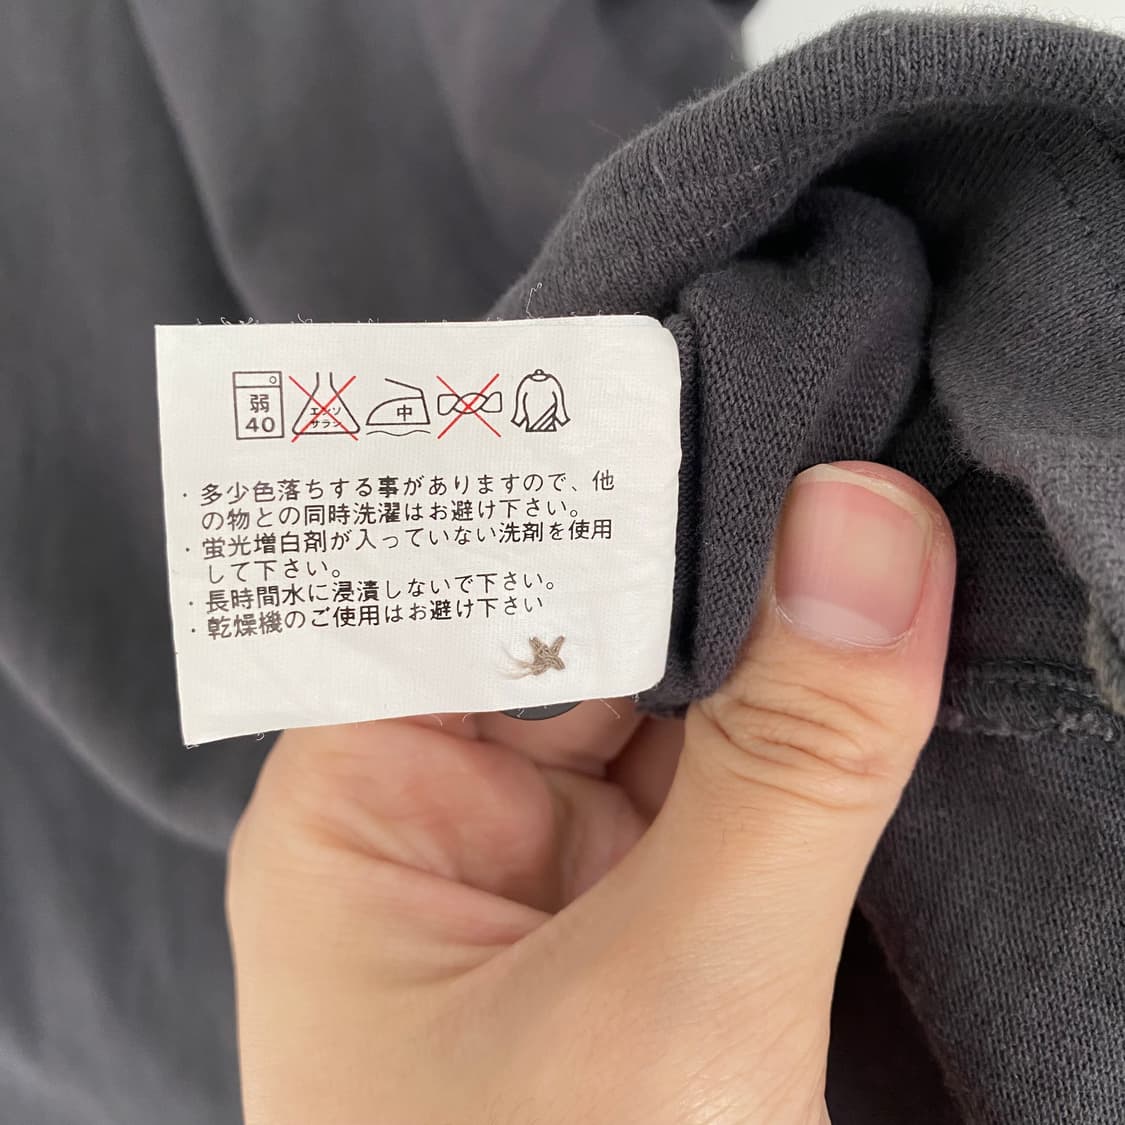 弱
40
エンソ
サラシ
中
・多少色落ちする事がありますので、他
の物との同時洗濯はお避け下さい。
・蛍光増白剤が入っていない洗剤を使用
して下さい。
・長時間水に浸漬しないで下さい。
・乾燥機のご使用はお避け下さい